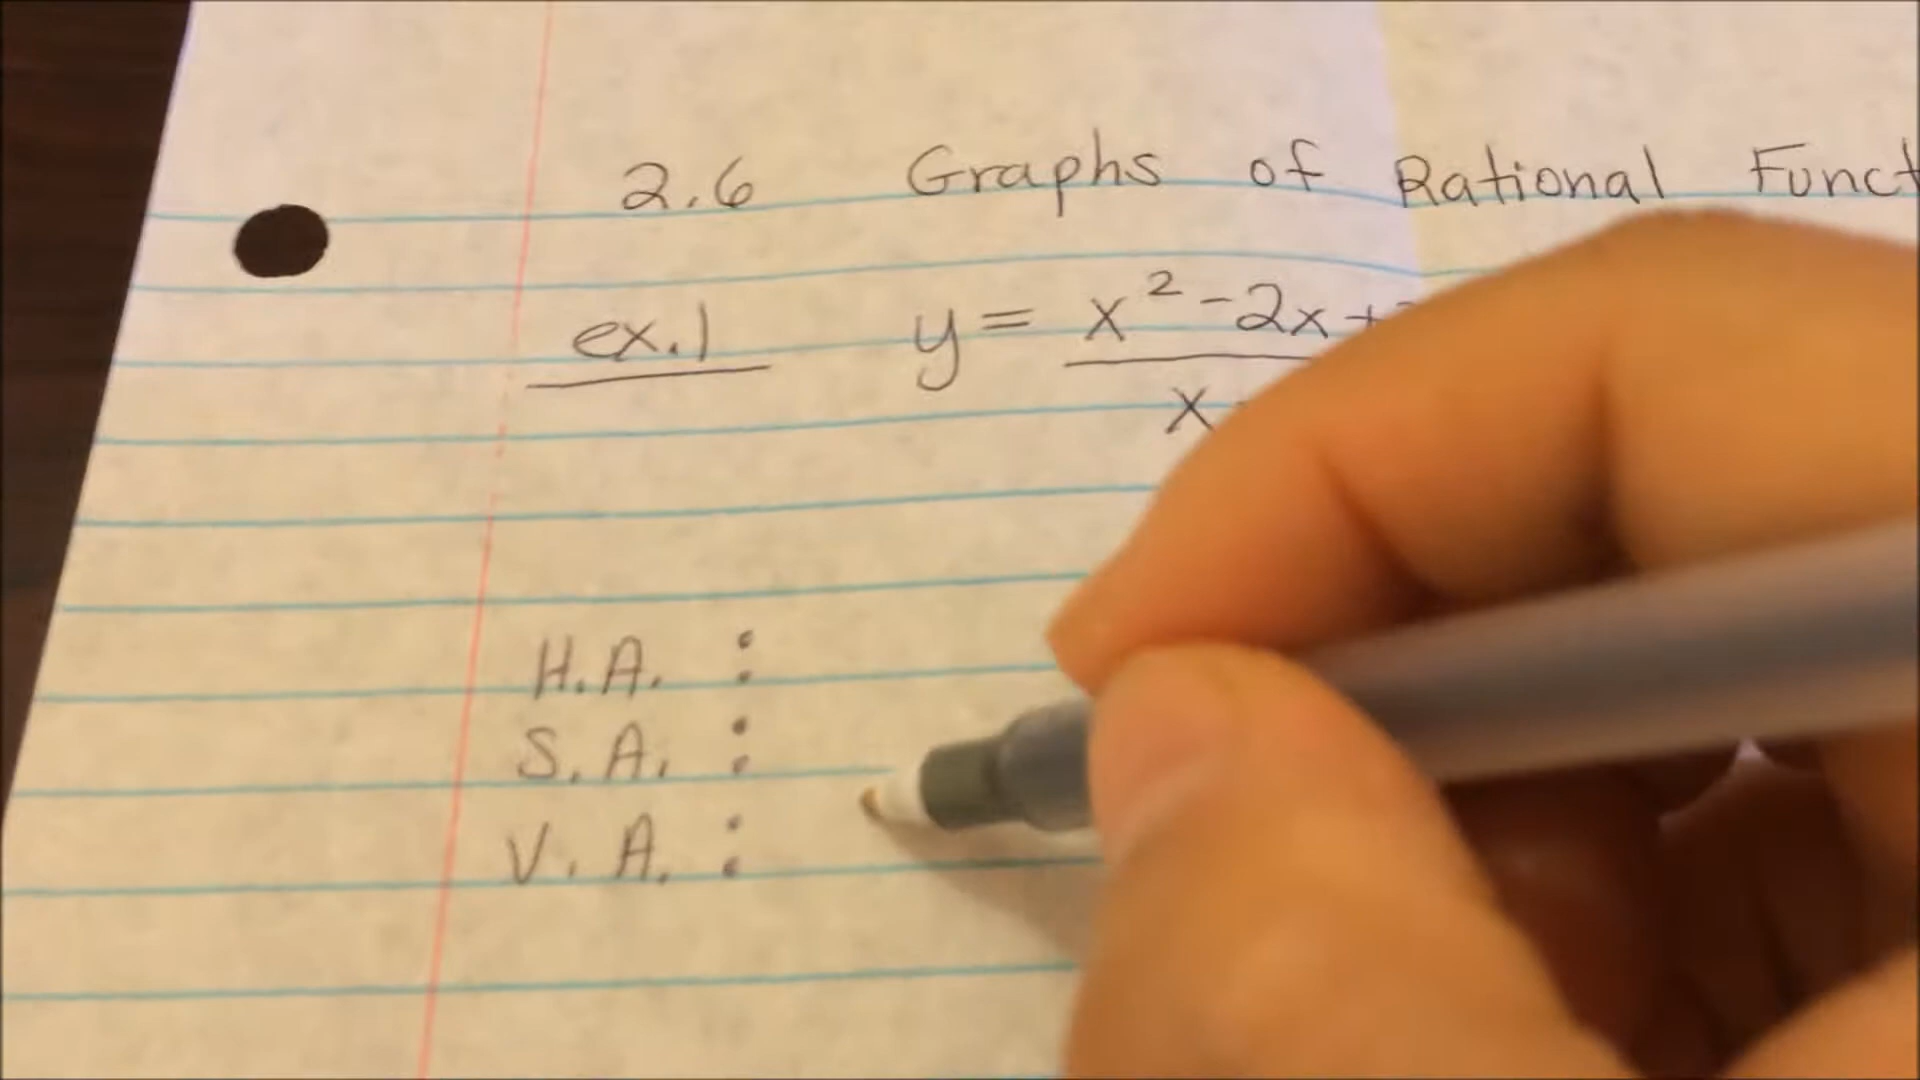 2.6 Graphs of Rational Funct
ex.1 y = x² - 2x +
x -
H.A. :
S.A. :
V.A. :